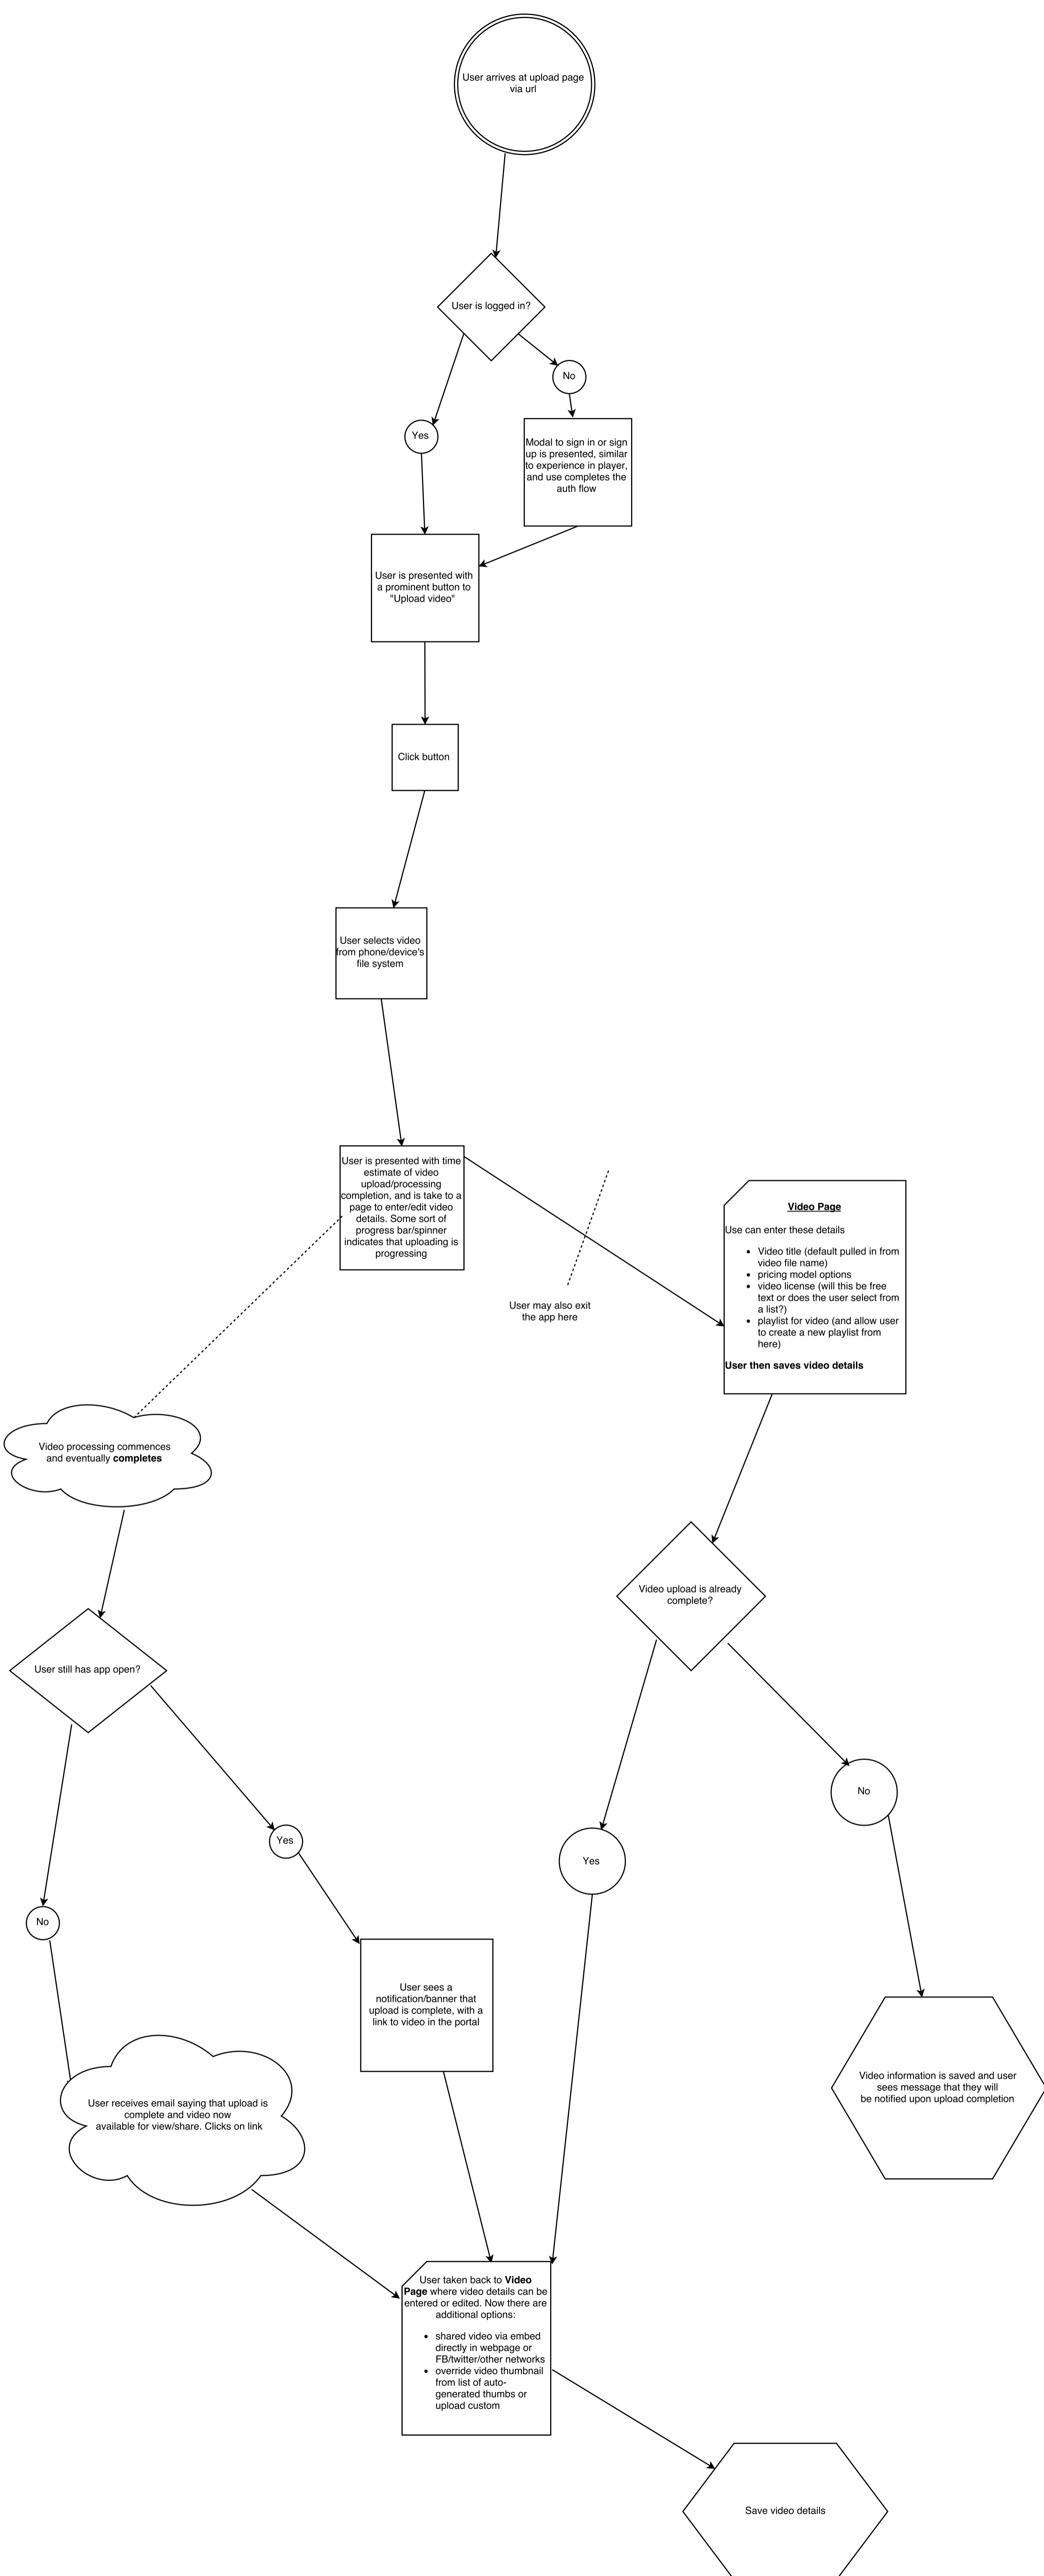 User arrives at upload page
via url
User is logged in?
No
Yes
Modal to sign in or sign
up is presented, similar
to experience in player,
and use completes the
auth flow
User is presented with
a prominent button to
"Upload video"
Click button
User selects video
from phone/device's
file system
User is presented with time
estimate of video
upload/processing
completion, and is take to a
page to enter/edit video
details. Some sort of
progress bar/spinner
indicates that uploading is
progressing
User may also exit
the app here
Video Page
Use can enter these details
• Video title (default pulled in from
video file name)
• pricing model options
• video license (will this be free
text or does the user select from
a list?)
• playlist for video (and allow user
to create a new playlist from
here)
User then saves video details
Video processing commences
and eventually completes
Video upload is already
complete?
User still has app open?
No
Yes
Yes
No
User sees a
notification/banner that
upload is complete, with a
link to video in the portal
Video information is saved and user
sees message that they will
be notified upon upload completion
User receives email saying that upload is
complete and video now
available for view/share. Clicks on link
User taken back to Video
Page where video details can be
entered or edited. Now there are
additional options:
• shared video via embed
directly in webpage or
FB/twitter/other networks
• override video thumbnail
from list of auto-
generated thumbs or
upload custom
Save video details